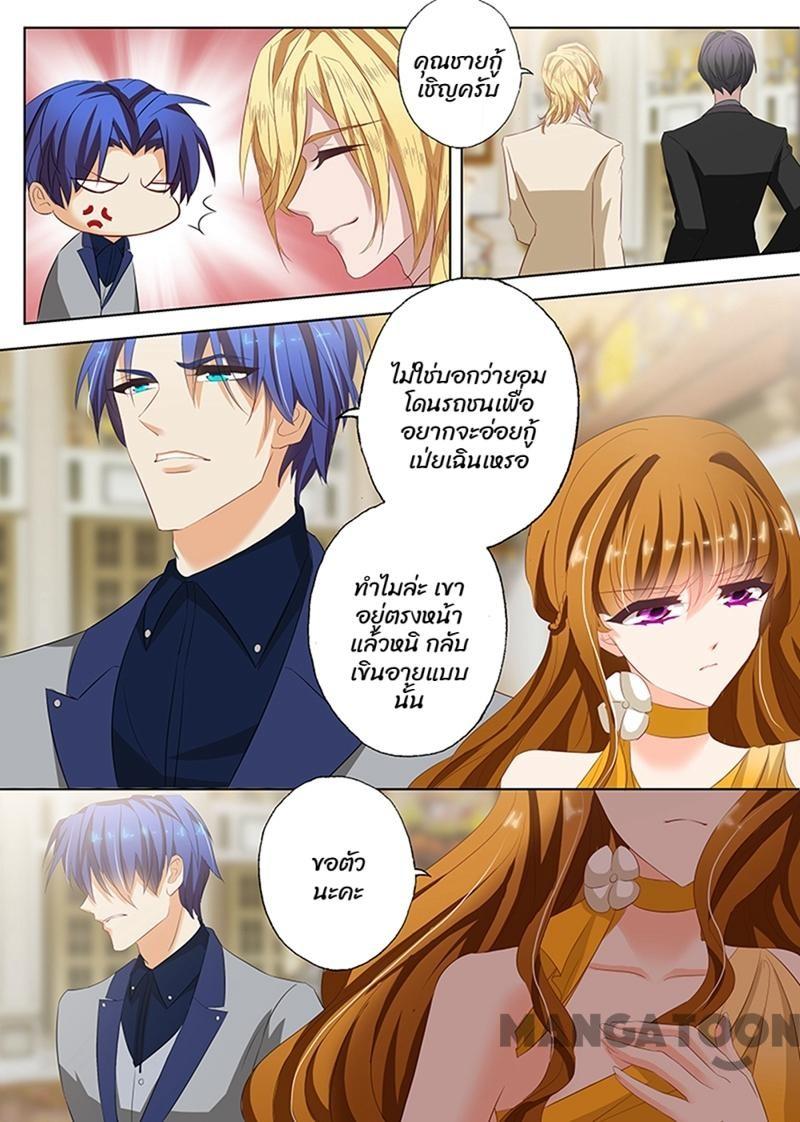 คุณชายกู้
เชิญครับ
ไม่ใช่บอกว่ายอม
โดนรถชนเพื่อ
อยากจะอ่อยกู้
เป่ยเฉินเหรอ
ทำไมล่ะ เขา
อยู่ตรงหน้า
แล้วหนิ กลับ
เขินอายแบบ
นั้น
ขอตัว
นะคะ
MANGATOON